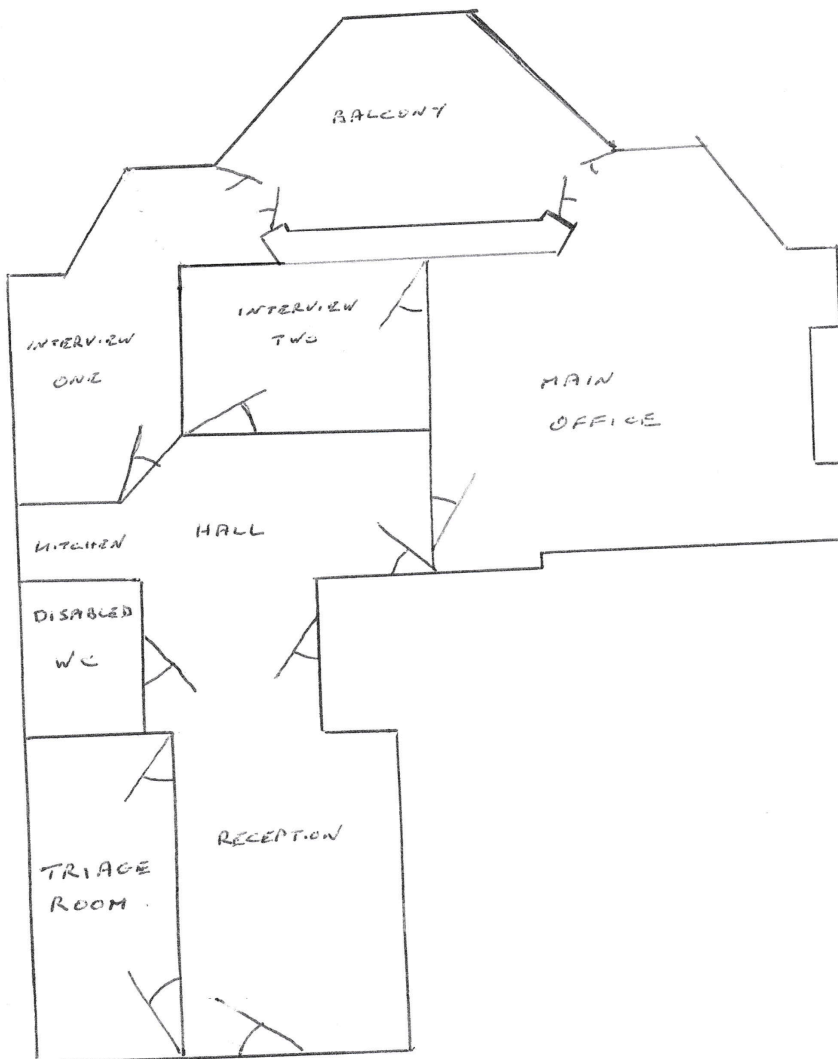 BALCONY
INTERVIEW
TWO
INTERVIEW
ONE
MAIN
OFFICE
HALL
KITCHEN
DISABLED
WC
RECEPTION
TRIAGE
ROOM.